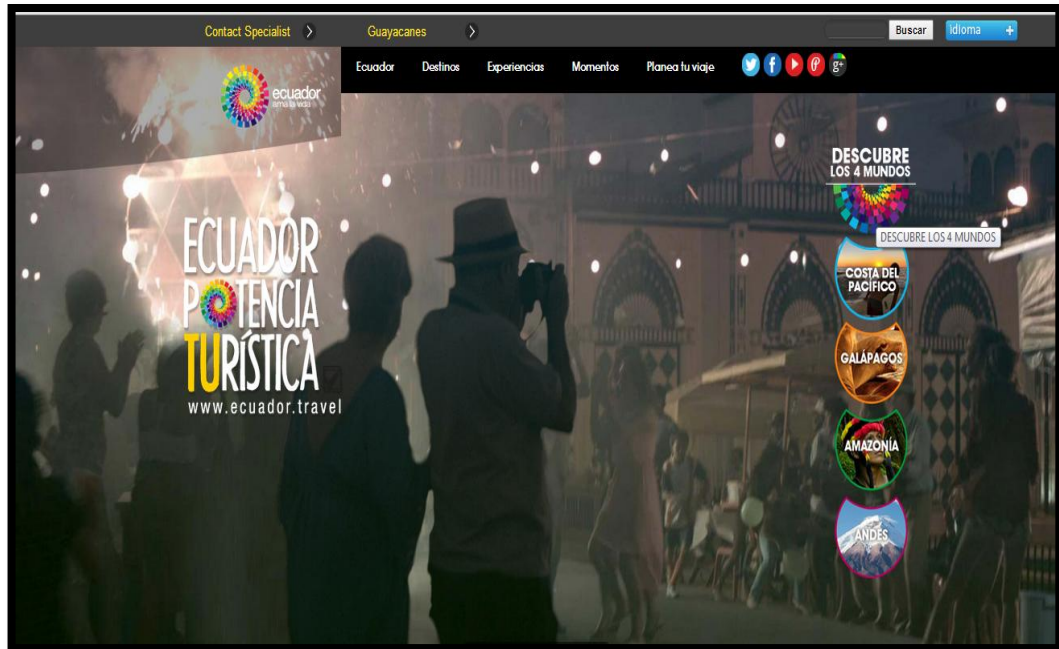 Contact Specialist
Guayacanes
Buscar
Idioma +
ecuador
ama la vida
Ecuador
Destinos
Experiencias
Momentos
Planea tu viaje
g+
ECUADOR
POTENCIA
TURÍSTICA
www.ecuador.travel
DESCUBRE
LOS 4 MUNDOS
DESCUBRE LOS 4 MUNDOS
COSTA DEL
PACÍFICO
GALÁPAGOS
AMAZONÍA
ANDES